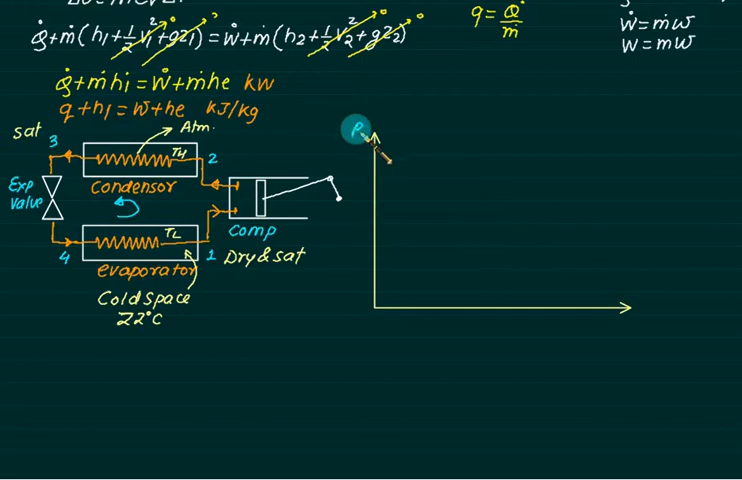 q = Q̇/ṁ
ẇ = ṁw
W = mw
Q̇+ṁ(h₁+½V₁²+gz₁) = Ẇ+ṁ(h₂+½V₂²+gz₂)
Q̇+ṁhi = Ẇ+ṁhe kW
q+h₁ = w+he kJ/kg
sat
Atm.
3
TH
2
Exp
Value
Condensor
TL
Comp
4
1
Dry&sat
evaporator
Cold space
22°C
P